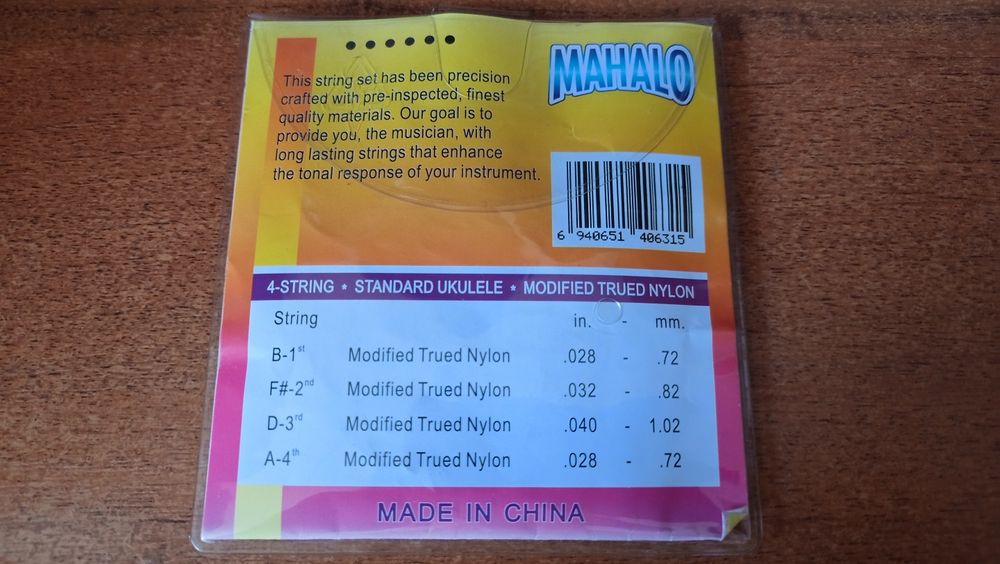 This string set has been precision
crafted with pre-inspected, finest
quality materials. Our goal is to
provide you, the musician, with
long lasting strings that enhance
the tonal response of your instrument.
MAHALO
6 940651 406315
4-STRING * STANDARD UKULELE * MODIFIED TRUED NYLON
String in. - mm.
B-1st Modified Trued Nylon .028 - .72
F#-2nd Modified Trued Nylon .032 - .82
D-3rd Modified Trued Nylon .040 - 1.02
A-4th Modified Trued Nylon .028 - .72
MADE IN CHINA